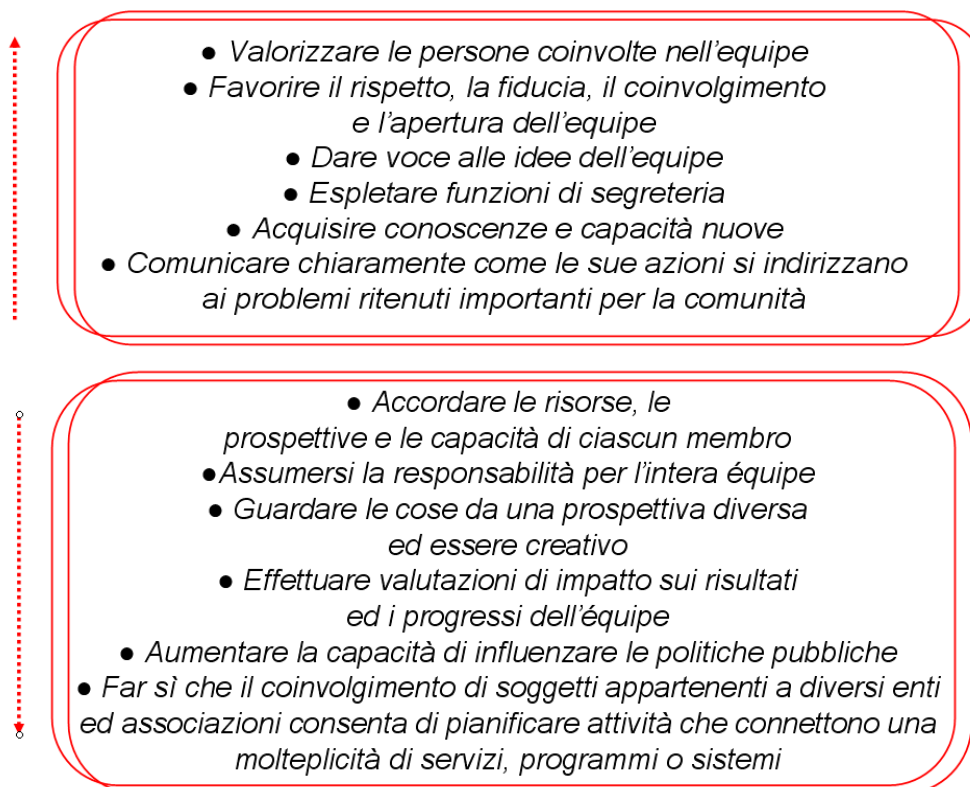 ● Valorizzare le persone coinvolte nell'equipe
● Favorire il rispetto, la fiducia, il coinvolgimento
e l'apertura dell'equipe
● Dare voce alle idee dell'equipe
● Espletare funzioni di segreteria
● Acquisire conoscenze e capacità nuove
● Comunicare chiaramente come le sue azioni si indirizzano
ai problemi ritenuti importanti per la comunità
● Accordare le risorse, le
prospettive e le capacità di ciascun membro
●Assumersi la responsabilità per l'intera équipe
● Guardare le cose da una prospettiva diversa
ed essere creativo
● Effettuare valutazioni di impatto sui risultati
ed i progressi dell'équipe
● Aumentare la capacità di influenzare le politiche pubbliche
● Far sì che il coinvolgimento di soggetti appartenenti a diversi enti
ed associazioni consenta di pianificare attività che connettono una
molteplicità di servizi, programmi o sistemi